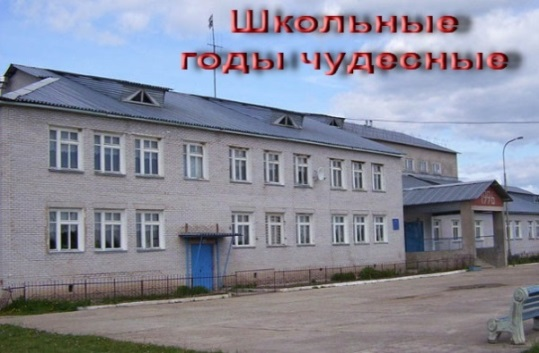 Школьные
годы чудесные